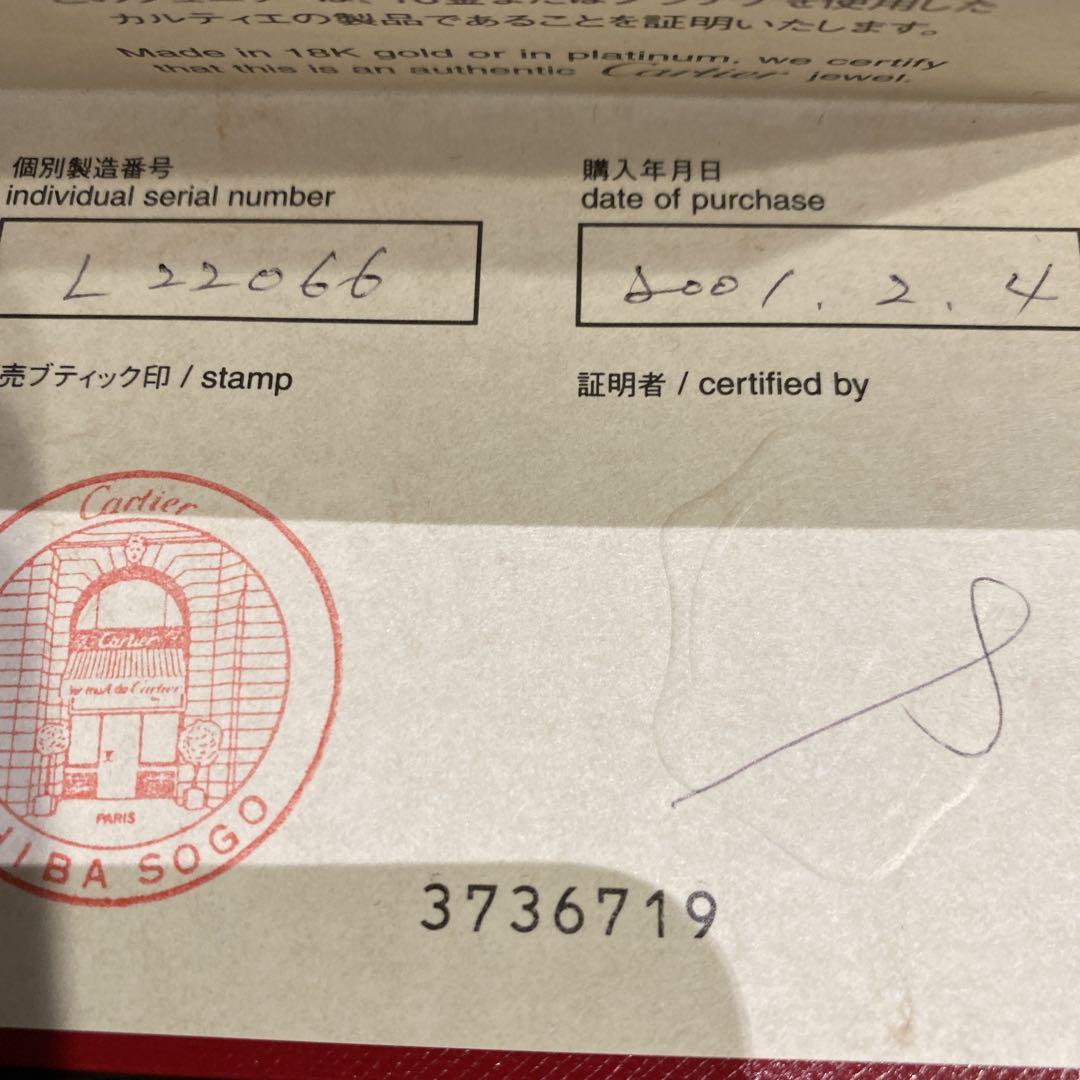 カルティエの製品であることを証明いたします。
Made in 18K gold or in platinum, we certify
that this is an authentic Cartier jewel.
個別製造番号
individual serial number
購入年月日
date of purchase
L 22066
2001. 2. 4
売ブティック印 / stamp
証明者 / certified by
Cartier
Cartier
les must de Cartier
PARIS
IBA SOGO
3736719